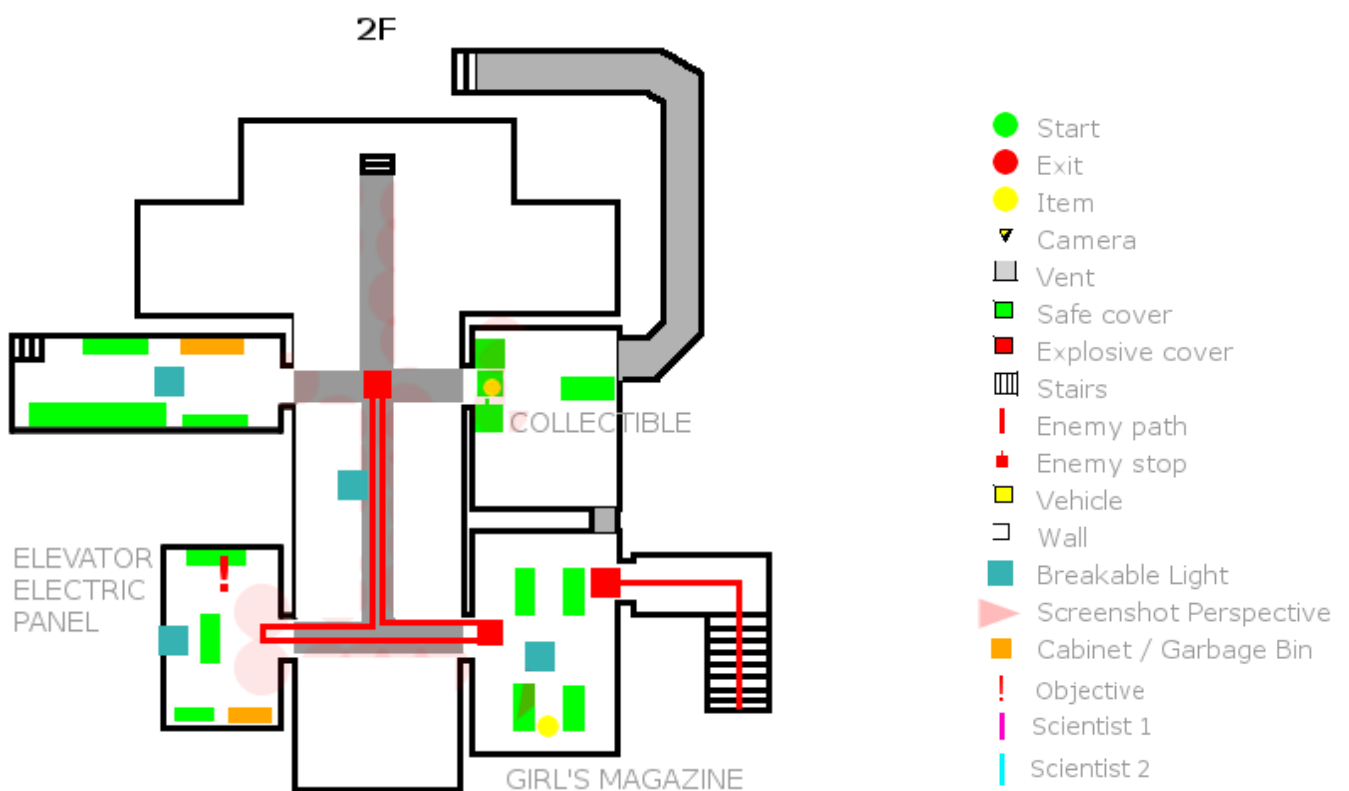 2F
Start
Exit
Item
Camera
Vent
Safe cover
Explosive cover
Stairs
Enemy path
COLLECTIBLE
Enemy stop
Vehicle
Wall
ELEVATOR
ELECTRIC
PANEL
Breakable Light
Screenshot Perspective
Cabinet / Garbage Bin
Objective
Scientist 1
Scientist 2
GIRL'S MAGAZINE